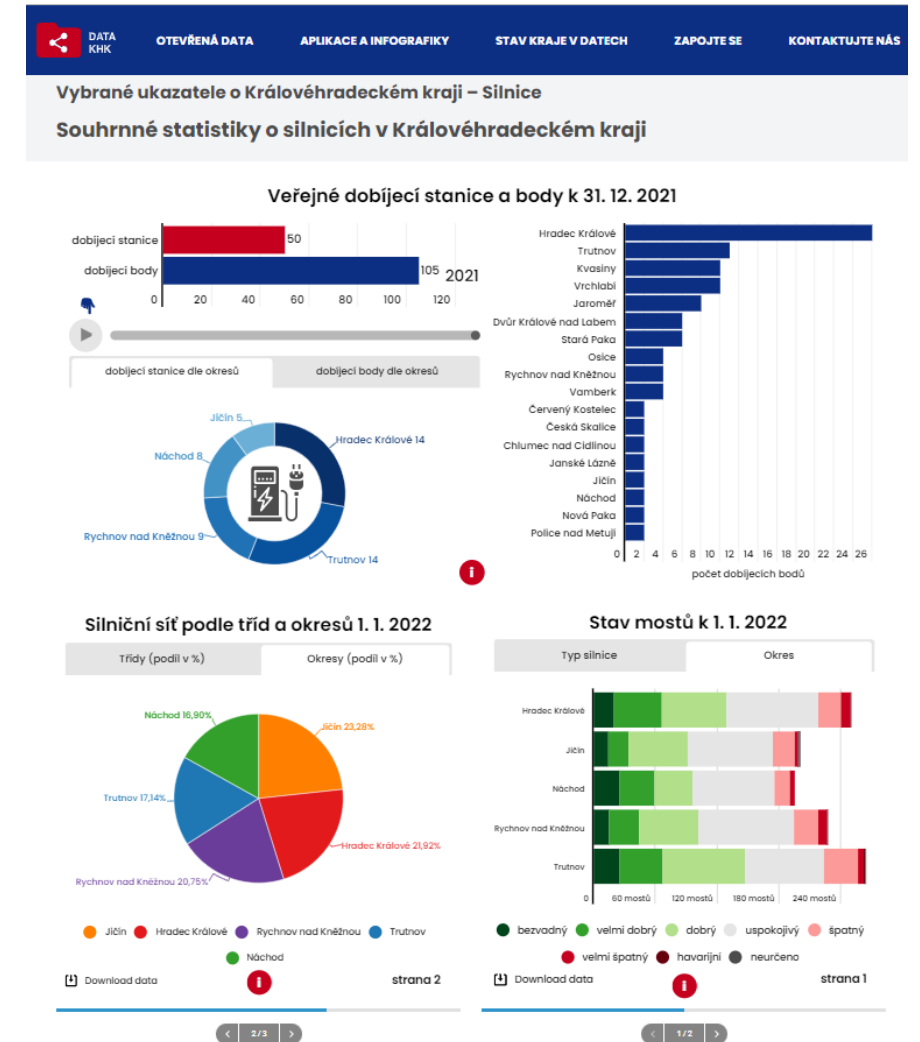 DATA
KHK
OTEVŘENÁ DATA
APLIKACE A INFOGRAFIKY
STAV KRAJE V DATECH
ZAPOJTE SE
KONTAKTUJTE NÁS
Vybrané ukazatele o Královéhradeckém kraji – Silnice
Souhrnné statistiky o silnicích v Královéhradeckém kraji
Veřejné dobíjecí stanice a body k 31. 12. 2021
dobíjecí stanice
50
dobíjecí body
105
2021
0 20 40 60 80 100 120
dobíjecí stanice dle okresů
dobíjecí body dle okresů
Jičín 5
Hradec Králové 14
Náchod 8
Rychnov nad Kněžnou 9
Trutnov 14
i
Hradec Králové
Trutnov
Kvasiny
Vrchlabí
Jaroměř
Dvůr Králové nad Labem
Stará Paka
Osice
Rychnov nad Kněžnou
Vamberk
Červený Kostelec
Česká Skalice
Chlumec nad Cidlinou
Janské Lázně
Jičín
Náchod
Nová Paka
Police nad Metují
0 2 4 6 8 10 12 14 16 18 20 22 24 26
počet dobíjecích bodů
Silniční síť podle tříd a okresů 1. 1. 2022
Třídy (podíl v %)
Okresy (podíl v %)
Náchod 16,90%
Jičín 23,28%
Trutnov 17,14%
Hradec Králové 21,92%
Rychnov nad Kněžnou 20,75%
Jičín Hradec Králové Rychnov nad Kněžnou Trutnov
Náchod
Download data
i
strana 2
2/3
Stav mostů k 1. 1. 2022
Typ silnice
Okres
Hradec Králové
Jičín
Náchod
Rychnov nad Kněžnou
Trutnov
0 60 mostů 120 mostů 180 mostů 240 mostů
bezvadný velmi dobrý dobrý uspokojivý špatný
velmi špatný havarijní neurčeno
Download data
i
strana 1
1/2